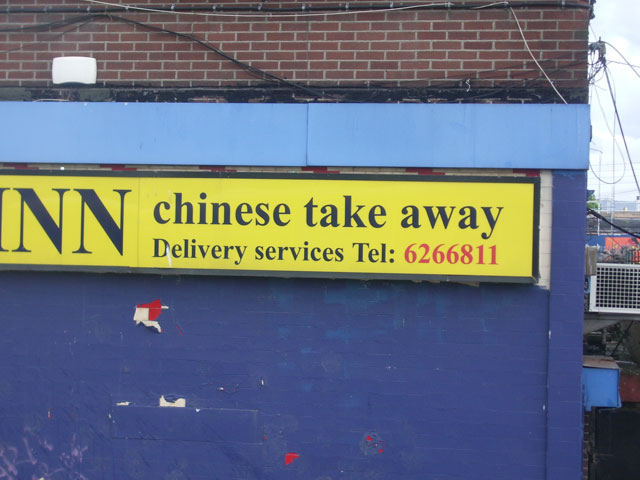 INN
chinese take away
Delivery services Tel: 6266811